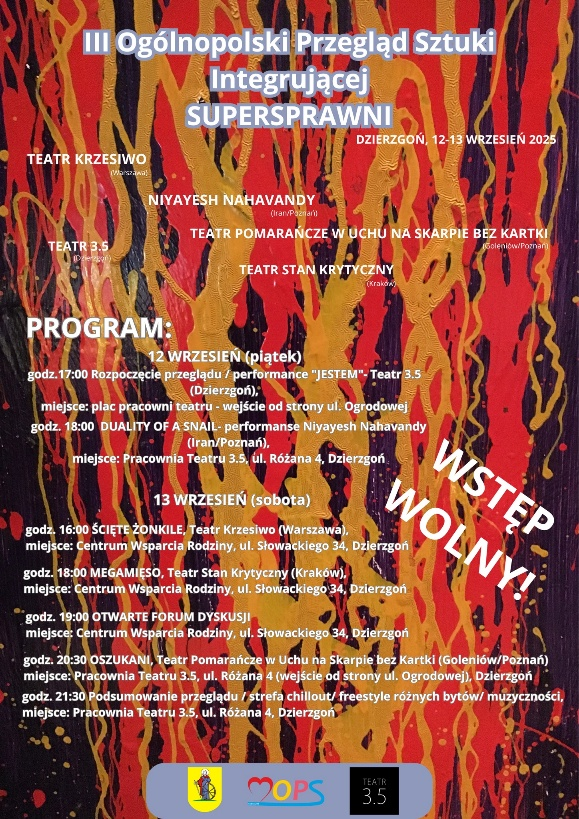 III Ogólnopolski Przegląd Sztuki
Integrującej
SUPERSPRAWNI
DZIERZGOŃ, 12-13 WRZESIEŃ 2025
TEATR KRZESIWO
(Warszawa)
NIYAYESH NAHAVANDY
(Iran/Poznań)
TEATR POMARAŃCZE W UCHU NA SKARPIE BEZ KARTKI
(Goleniów/Poznań)
TEATR 3.5
(Dzierzgoń)
TEATR STAN KRYTYCZNY
(Kraków)
PROGRAM:
12 WRZESIEŃ (piątek)
godz.17:00 Rozpoczęcie przeglądu / performance "JESTEM"- Teatr 3.5
(Dzierzgoń),
miejsce: plac pracowni teatru - wejście od strony ul. Ogrodowej
godz. 18:00 DUALITY OF A SNAIL- performanse Niyayesh Nahavandy
(Iran/Poznań),
miejsce: Pracownia Teatru 3.5, ul. Różana 4, Dzierzgoń
WSTĘP
WOLNY!
13 WRZESIEŃ (sobota)
godz. 16:00 ŚCIĘTE ŻONKILE, Teatr Krzesiwo (Warszawa),
miejsce: Centrum Wsparcia Rodziny, ul. Słowackiego 34, Dzierzgoń
godz. 18:00 MEGAMIĘSO, Teatr Stan Krytyczny (Kraków),
miejsce: Centrum Wsparcia Rodziny, ul. Słowackiego 34, Dzierzgoń
godz. 19:00 OTWARTE FORUM DYSKUSJI
miejsce: Centrum Wsparcia Rodziny, ul. Słowackiego 34, Dzierzgoń
godz. 20:30 OSZUKANI, Teatr Pomarańcze w Uchu na Skarpie bez Kartki (Goleniów/Poznań)
miejsce: Pracownia Teatru 3.5, ul. Różana 4 (wejście od strony ul. Ogrodowej), Dzierzgoń
godz. 21:30 Podsumowanie przeglądu / strefa chillout/ freestyle różnych bytów/ muzyczności,
miejsce: Pracownia Teatru 3.5, ul. Różana 4, Dzierzgoń
MOPS
TEATR
3.5